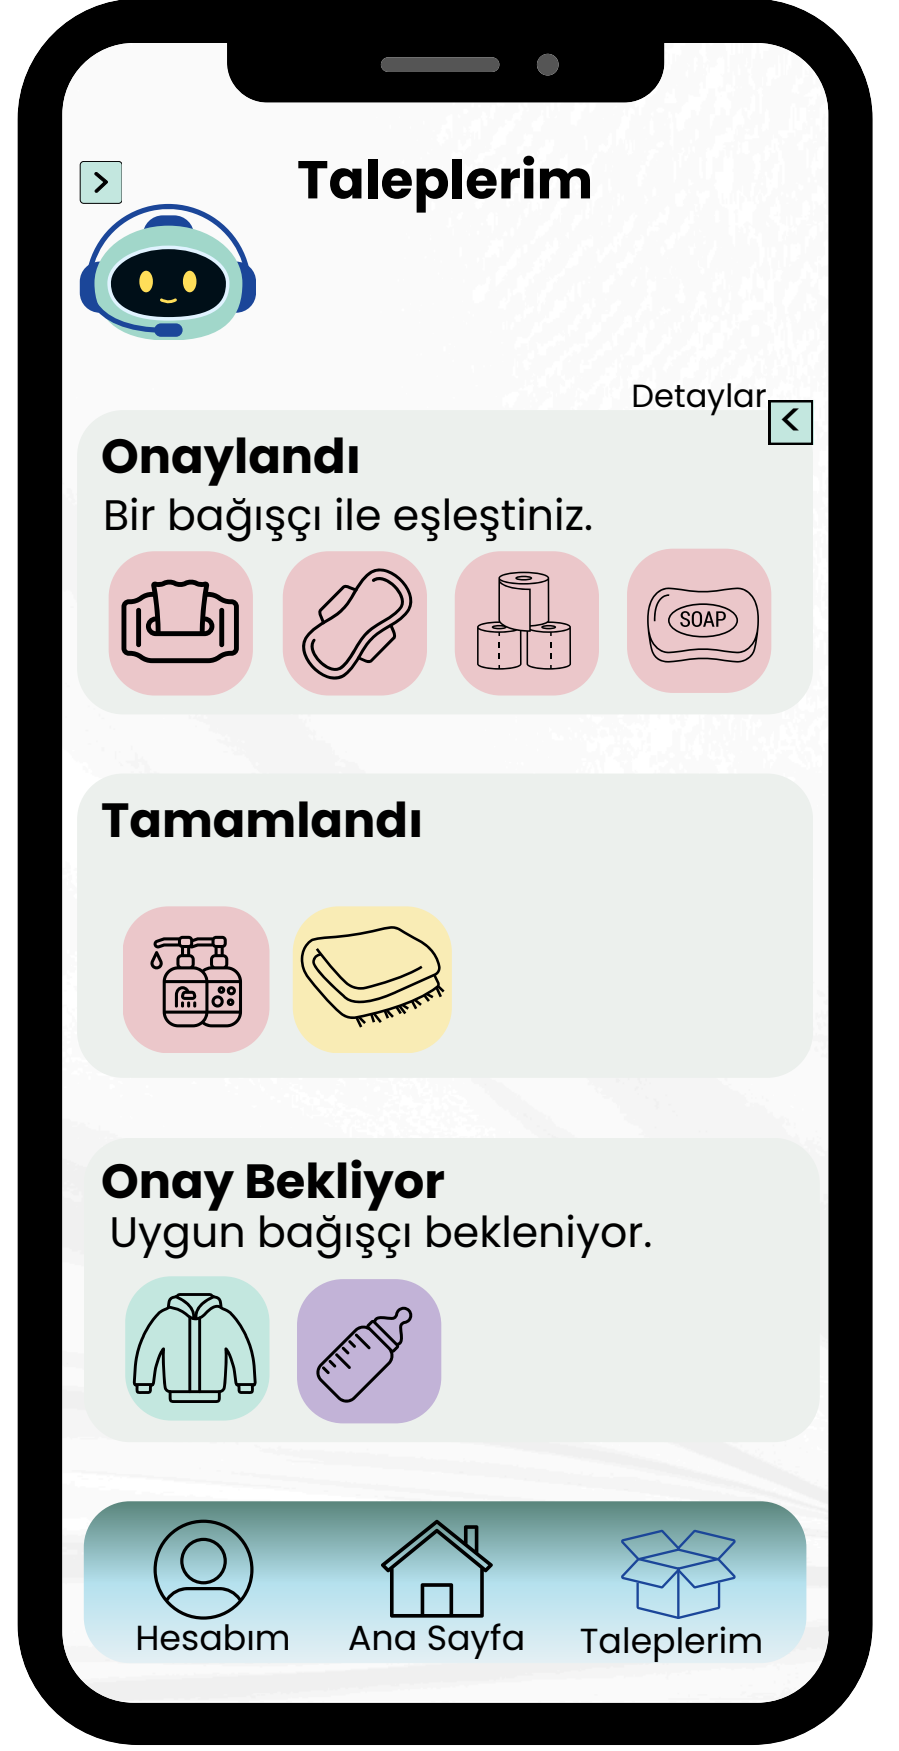 Taleplerim
Detaylar
Onaylandı
Bir bağışçı ile eşleştiniz.
SOAP
Tamamlandı
Onay Bekliyor
Uygun bağışçı bekleniyor.
Hesabım
Ana Sayfa
Taleplerim